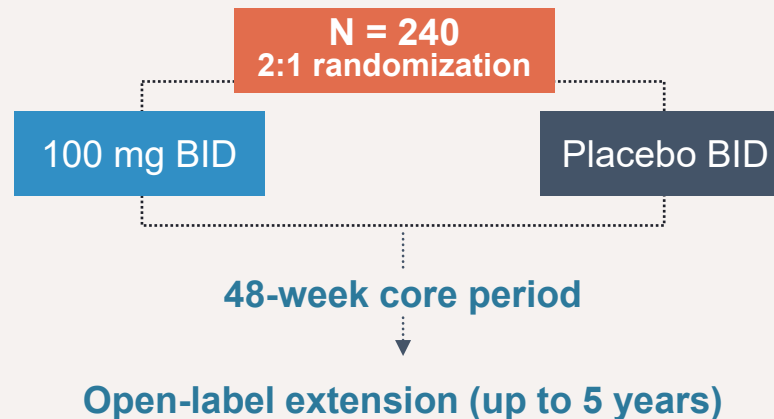 N = 240
2:1 randomization
100 mg BID
Placebo BID
48-week core period
Open-label extension (up to 5 years)